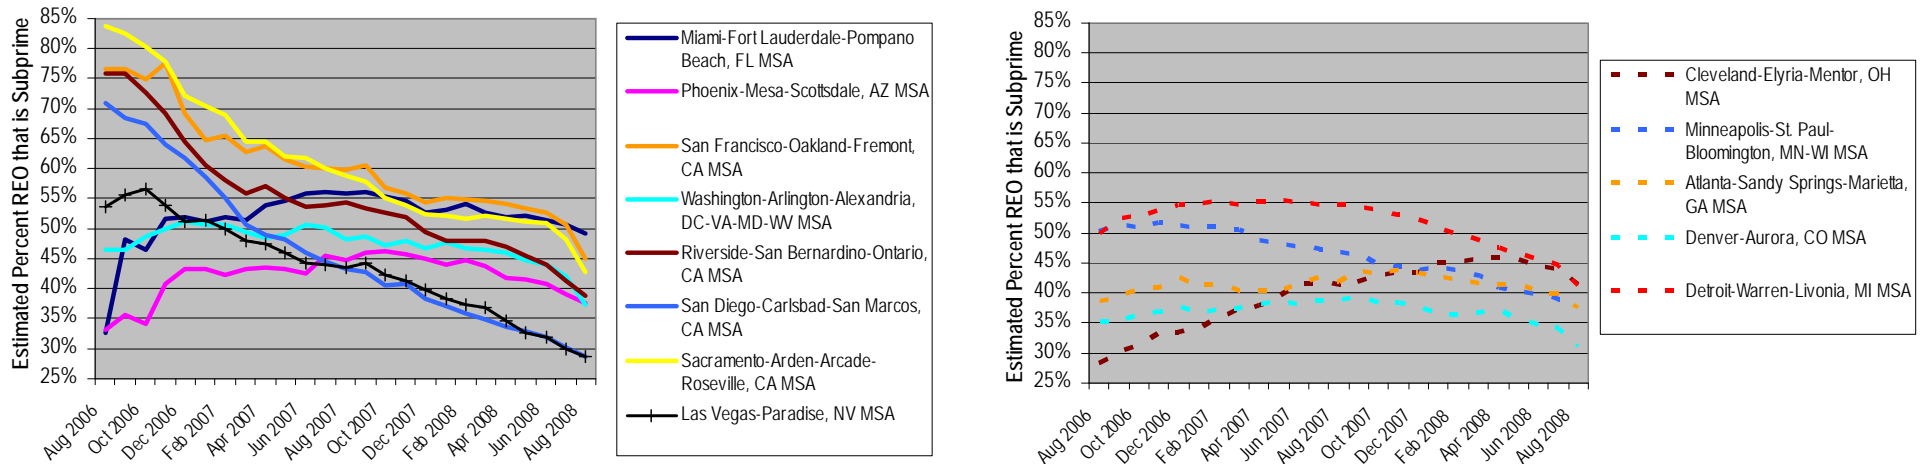 Estimated Percent REO that is Subprime
85%
80%
75%
70%
65%
60%
55%
50%
45%
40%
35%
30%
25%
Aug 2006
Oct 2006
Dec 2006
Feb 2007
Apr 2007
Jun 2007
Aug 2007
Oct 2007
Dec 2007
Feb 2008
Apr 2008
Jun 2008
Aug 2008
Miami-Fort Lauderdale-Pompano
Beach, FL MSA
Phoenix-Mesa-Scottsdale, AZ MSA
San Francisco-Oakland-Fremont,
CA MSA
Washington-Arlington-Alexandria,
DC-VA-MD-WV MSA
Riverside-San Bernardino-Ontario,
CA MSA
San Diego-Carlsbad-San Marcos,
CA MSA
Sacramento-Arden-Arcade-
Roseville, CA MSA
Las Vegas-Paradise, NV MSA
Estimated Percent REO that is Subprime
85%
80%
75%
70%
65%
60%
55%
50%
45%
40%
35%
30%
25%
Aug 2006
Oct 2006
Dec 2006
Feb 2007
Apr 2007
Jun 2007
Aug 2007
Oct 2007
Dec 2007
Feb 2008
Apr 2008
Jun 2008
Aug 2008
Cleveland-Elyria-Mentor, OH
MSA
Minneapolis-St. Paul-
Bloomington, MN-WI MSA
Atlanta-Sandy Springs-Marietta,
GA MSA
Denver-Aurora, CO MSA
Detroit-Warren-Livonia, MI MSA